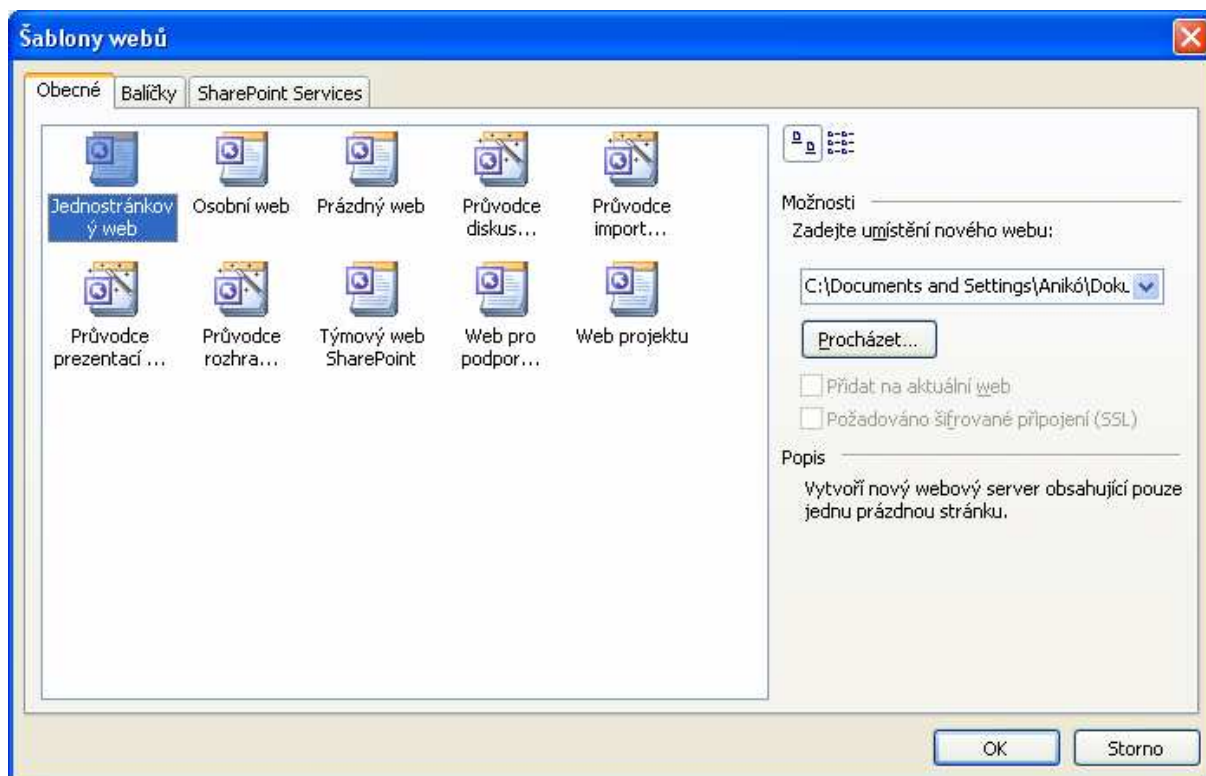 Šablony webů
Obecné
Balíčky
SharePoint Services
Jednostránkov
ý web
Osobní web
Prázdný web
Průvodce
diskus...
Průvodce
import...
Průvodce
prezentací ...
Průvodce
rozhra...
Týmový web
SharePoint
Web pro
podpor...
Web projektu
Možnosti
Zadejte umístění nového webu:
C:\Documents and Settings\Anikó\Doku
Procházet...
Přidat na aktuální web
Požadováno šifrované připojení (SSL)
Popis
Vytvoří nový webový server obsahující pouze
jednu prázdnou stránku.
OK
Storno